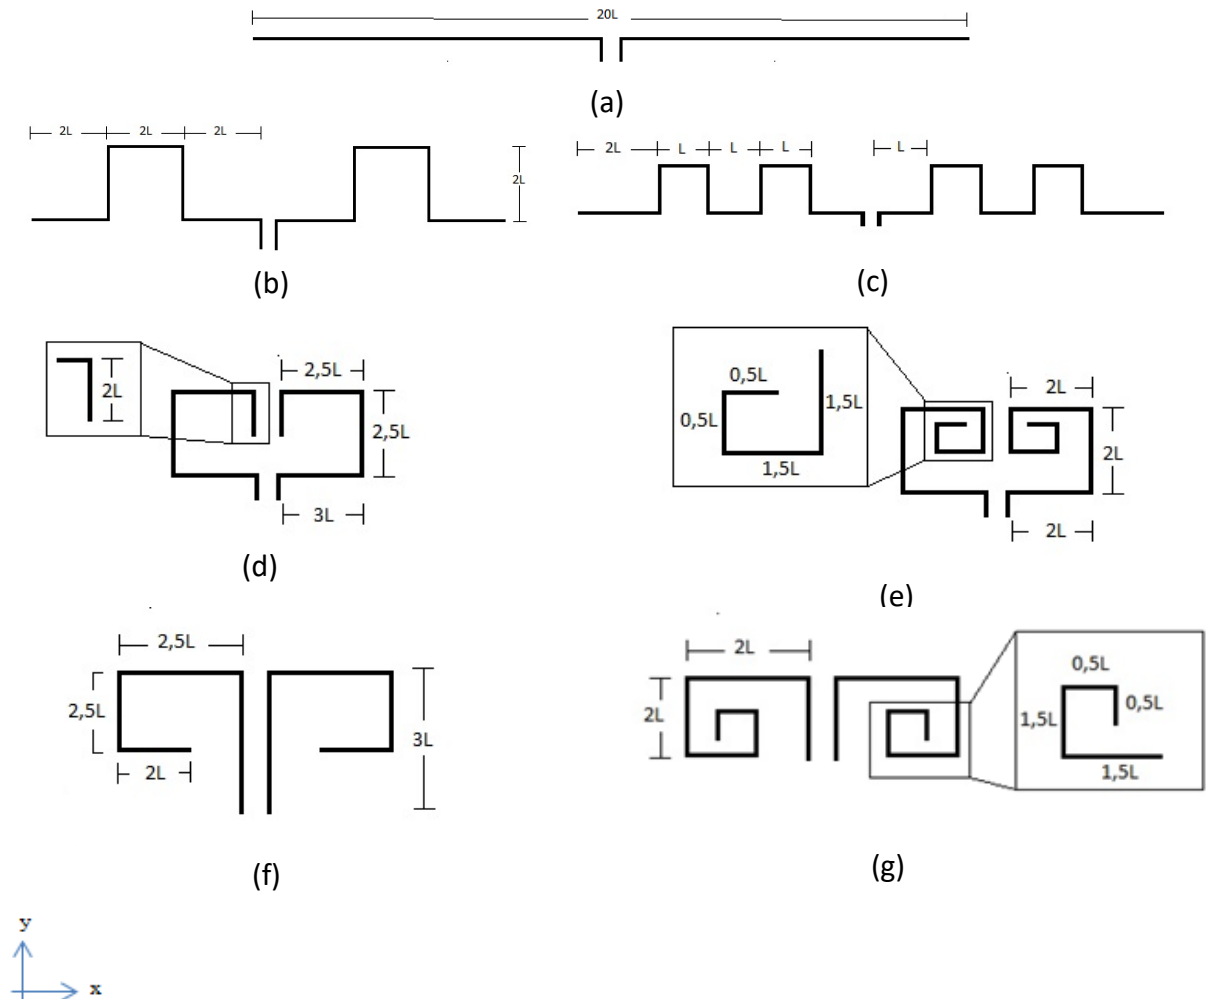 20L
(a)
2L 2L 2L
2L
(b)
2L L L L L
(c)
2L
2,5L
2,5L
3L
(d)
0,5L
0,5L
1,5L
1,5L
2L
2L
2L
(e)
2,5L
2,5L
2L
3L
(f)
2L
2L
0,5L
0,5L
1,5L
1,5L
(g)
y
x